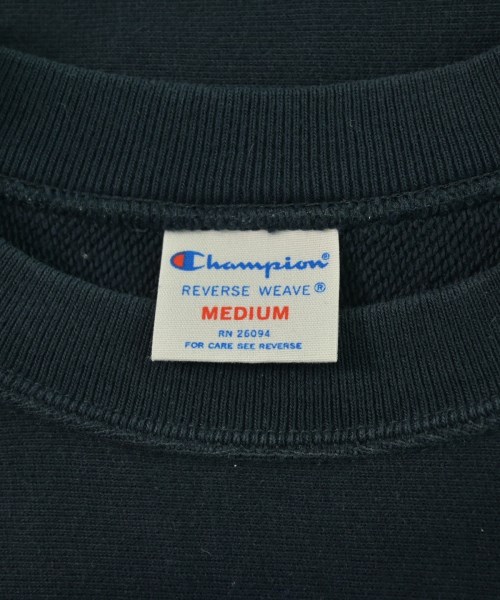 Champion®
REVERSE WEAVE®
MEDIUM
RN 26094
FOR CARE SEE REVERSE